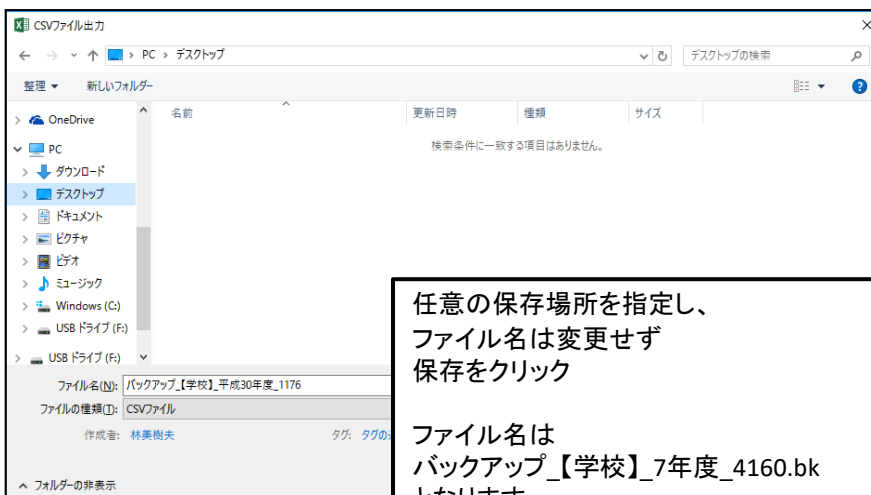 CSVファイル出力
PC › デスクトップ
デスクトップの検索
整理 新しいフォルダー
OneDrive
PC
ダウンロード
デスクトップ
ドキュメント
ピクチャ
ビデオ
ミュージック
Windows (C:)
USB ドライブ (F:)
USB ドライブ (F:)
名前 更新日時 種類 サイズ
検索条件に一致する項目はありません。
ファイル名(N): バックアップ_【学校】_平成30年度_1176
ファイルの種類(T): CSVファイル
作成者: 林美樹夫 タグ: タグの
フォルダーの非表示
任意の保存場所を指定し、
ファイル名は変更せず
保存をクリック
ファイル名は
バックアップ_【学校】_7年度_4160.bk
となります